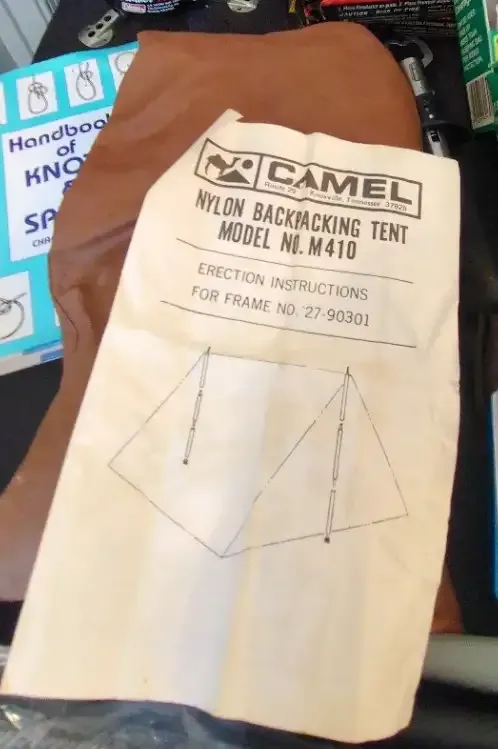 Handboo
of
KNO
&
SP
CAMEL
Route 29 Knoxville, Tennessee 37920
NYLON BACKPACKING TENT
MODEL NO. M410
ERECTION INSTRUCTIONS
FOR FRAME NO. 27-90301